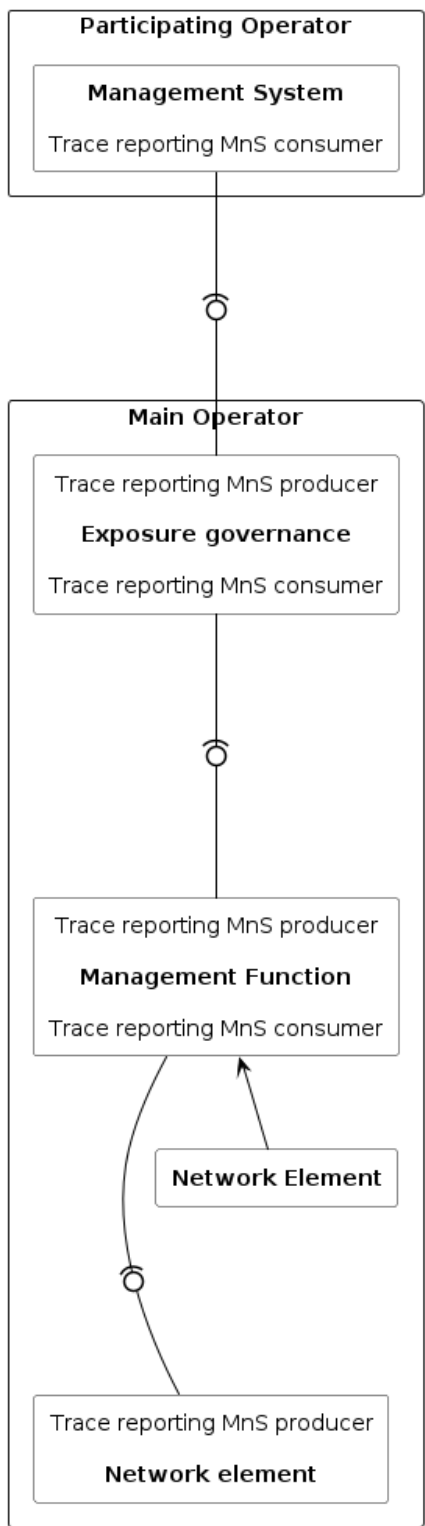 Participating Operator
Management System
Trace reporting MnS consumer
Main Operator
Trace reporting MnS producer
Exposure governance
Trace reporting MnS consumer
Trace reporting MnS producer
Management Function
Trace reporting MnS consumer
Network Element
Trace reporting MnS producer
Network element